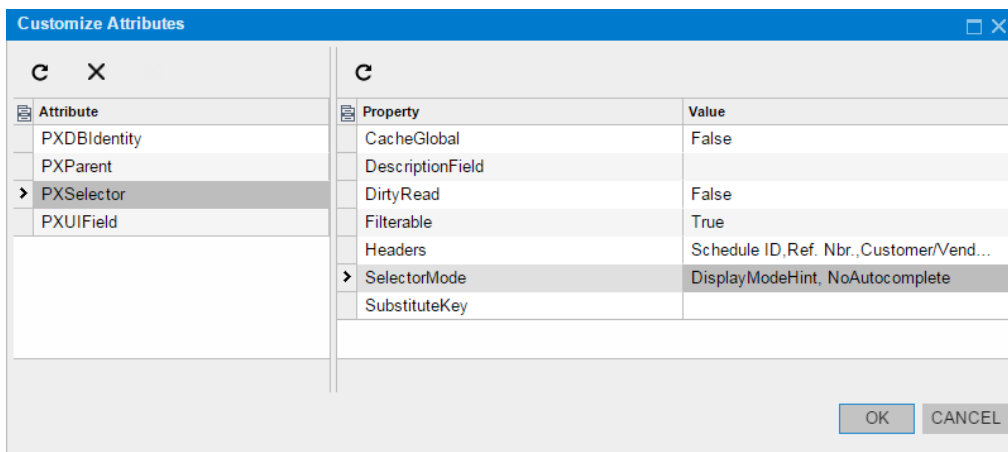 Customize Attributes
Attribute
PXDBIdentity
PXParent
PXSelector
PXUIField
Property Value
CacheGlobal False
DescriptionField
DirtyRead False
Filterable True
Headers Schedule ID,Ref. Nbr.,Customer/Vend...
SelectorMode DisplayModeHint, NoAutocomplete
SubstituteKey
OK CANCEL